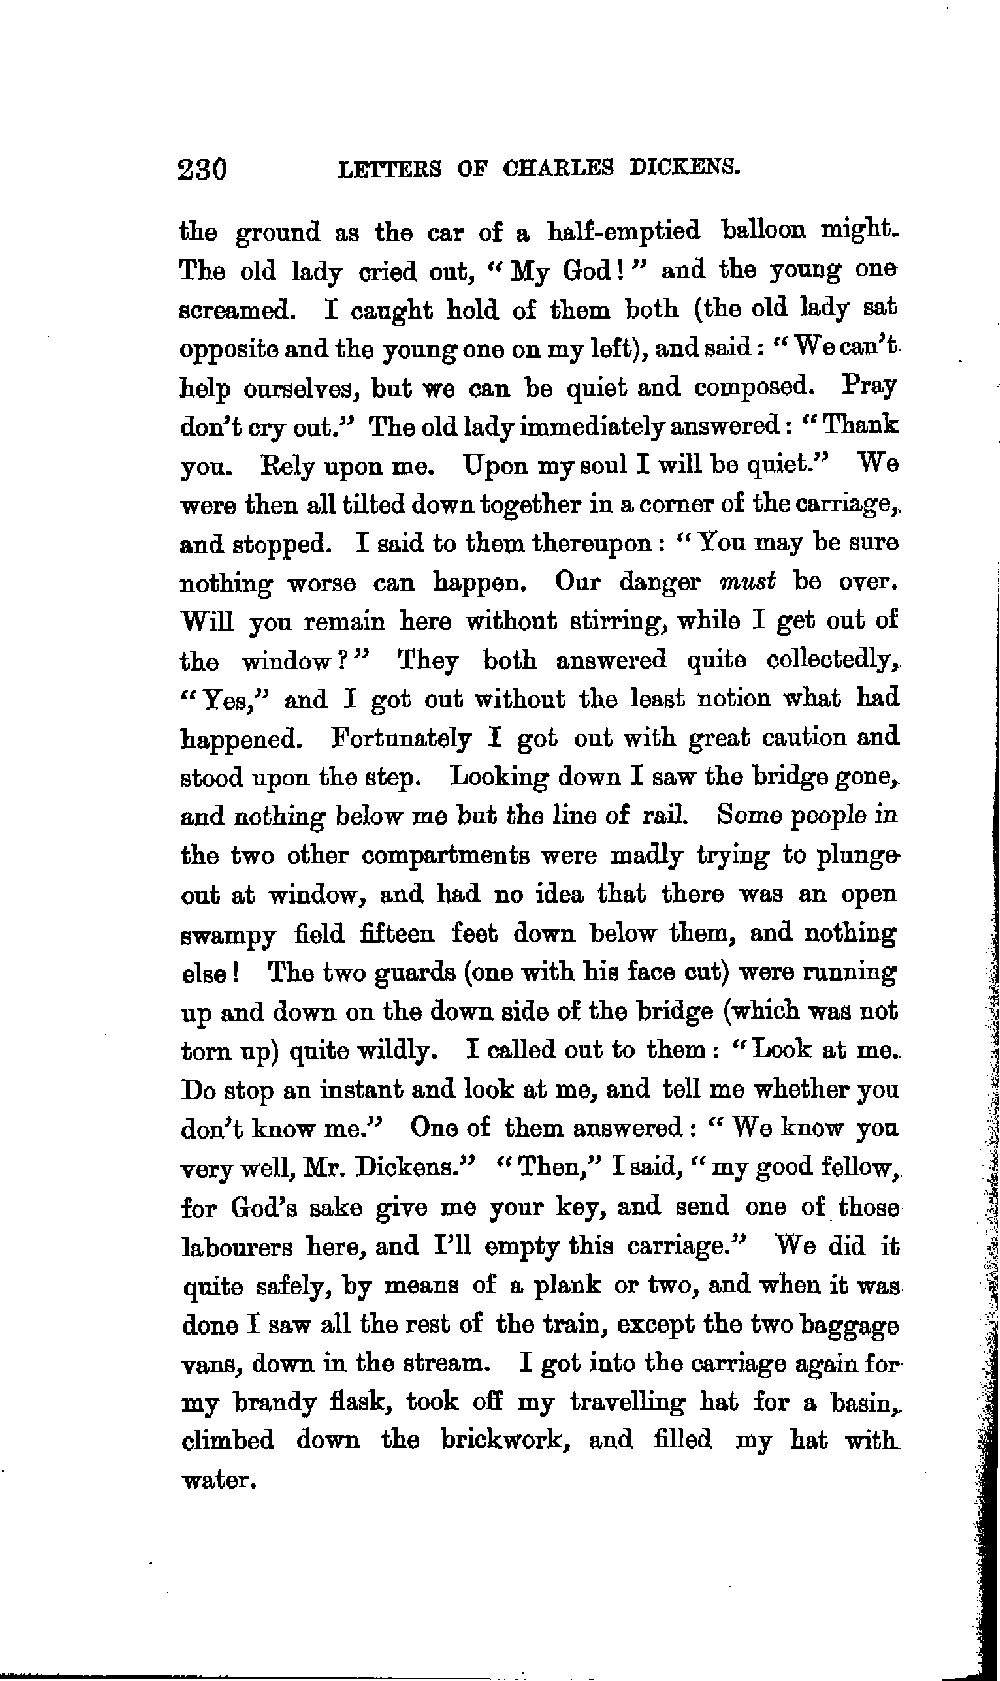 230 LETTERS OF CHARLES DICKENS.
the ground as the car of a half-emptied balloon might.
The old lady cried out, "My God!" and the young one
screamed. I caught hold of them both (the old lady sat
opposite and the young one on my left), and said: "We can't
help ourselves, but we can be quiet and composed. Pray
don't cry out." The old lady immediately answered: "Thank
you. Rely upon me. Upon my soul I will be quiet." We
were then all tilted down together in a corner of the carriage,
and stopped. I said to them thereupon: "You may be sure
nothing worse can happen. Our danger must be over.
Will you remain here without stirring, while I get out of
the window?" They both answered quite collectedly,
"Yes," and I got out without the least notion what had
happened. Fortunately I got out with great caution and
stood upon the step. Looking down I saw the bridge gone,
and nothing below me but the line of rail. Some people in
the two other compartments were madly trying to plunge
out at window, and had no idea that there was an open
swampy field fifteen feet down below them, and nothing
else! The two guards (one with his face cut) were running
up and down on the down side of the bridge (which was not
torn up) quite wildly. I called out to them: "Look at me.
Do stop an instant and look at me, and tell me whether you
don't know me." One of them answered: "We know you
very well, Mr. Dickens." "Then," I said, "my good fellow,
for God's sake give me your key, and send one of those
labourers here, and I'll empty this carriage." We did it
quite safely, by means of a plank or two, and when it was
done I saw all the rest of the train, except the two baggage
vans, down in the stream. I got into the carriage again for
my brandy flask, took off my travelling hat for a basin,
climbed down the brickwork, and filled my hat with
water.